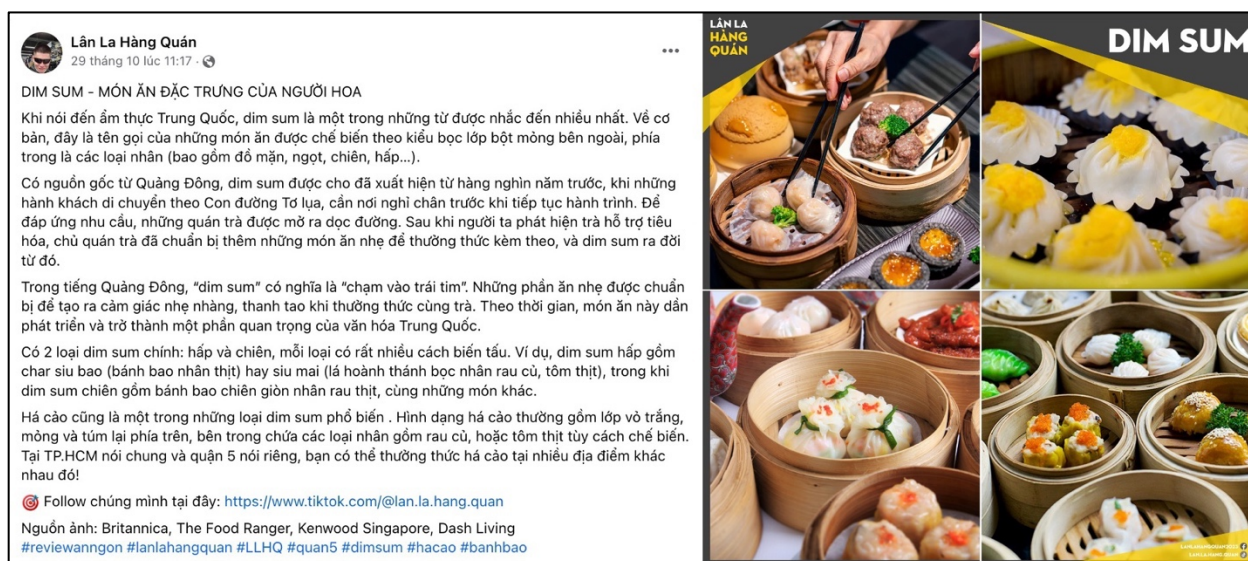 Lân La Hàng Quán
29 tháng 10 lúc 11:17 ·
DIM SUM - MÓN ĂN ĐẶC TRƯNG CỦA NGƯỜI HOA
Khi nói đến ẩm thực Trung Quốc, dim sum là một trong những từ được nhắc đến nhiều nhất. Về cơ
bản, đây là tên gọi của những món ăn được chế biến theo kiểu bọc lớp bột mỏng bên ngoài, phía
trong là các loại nhân (bao gồm đồ mặn, ngọt, chiên, hấp...).
Có nguồn gốc từ Quảng Đông, dim sum được cho đã xuất hiện từ hàng nghìn năm trước, khi những
hành khách di chuyển theo Con đường Tơ lụa, cần nơi nghỉ chân trước khi tiếp tục hành trình. Để
đáp ứng nhu cầu, những quán trà được mở ra dọc đường. Sau khi người ta phát hiện trà hỗ trợ tiêu
hóa, chủ quán trà đã chuẩn bị thêm những món ăn nhẹ để thưởng thức kèm theo, và dim sum ra đời
từ đó.
Trong tiếng Quảng Đông, “dim sum” có nghĩa là “chạm vào trái tim”. Những phần ăn nhẹ được chuẩn
bị để tạo ra cảm giác nhẹ nhàng, thanh tao khi thưởng thức cùng trà. Theo thời gian, món ăn này dần
phát triển và trở thành một phần quan trọng của văn hóa Trung Quốc.
Có 2 loại dim sum chính: hấp và chiên, mỗi loại có rất nhiều cách biến tấu. Ví dụ, dim sum hấp gồm
char siu bao (bánh bao nhân thịt) hay siu mai (lá hoành thánh bọc nhân rau củ, tôm thịt), trong khi
dim sum chiên gồm bánh bao chiên giòn nhân rau thịt, cùng những món khác.
Há cảo cũng là một trong những loại dim sum phổ biến . Hình dạng há cảo thường gồm lớp vỏ trắng,
mỏng và túm lại phía trên, bên trong chứa các loại nhân gồm rau củ, hoặc tôm thịt tùy cách chế biến.
Tại TP.HCM nói chung và quận 5 nói riêng, bạn có thể thưởng thức há cảo tại nhiều địa điểm khác
nhau đó!
🎯 Follow chúng mình tại đây: https://www.tiktok.com/@lan.la.hang.quan
Nguồn ảnh: Britannica, The Food Ranger, Kenwood Singapore, Dash Living
#reviewanngon #lanlahangquan #LLHQ #quan5 #dimsum #hacao #banhbao
LÂN LA
HÀNG
QUÁN
DIM SUM
LANLAHANGQUAN2023
LAN.LA.HANG.QUAN